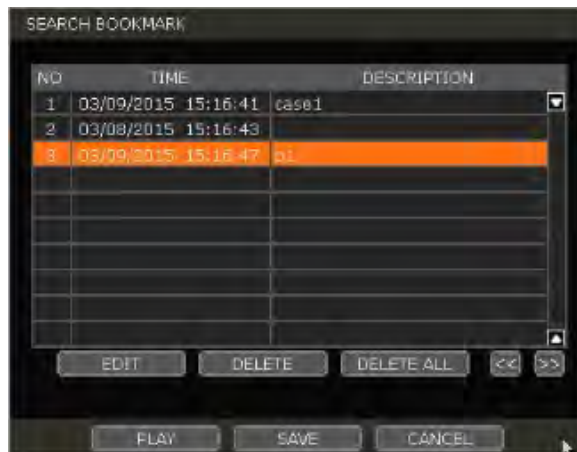 SEARCH BOOKMARK
NO TIME DESCRIPTION
1 03/09/2015 15:16:41 case1
2 03/08/2015 15:16:43
3 03/09/2015 15:16:47 p1
EDIT DELETE DELETE ALL << >>
PLAY SAVE CANCEL